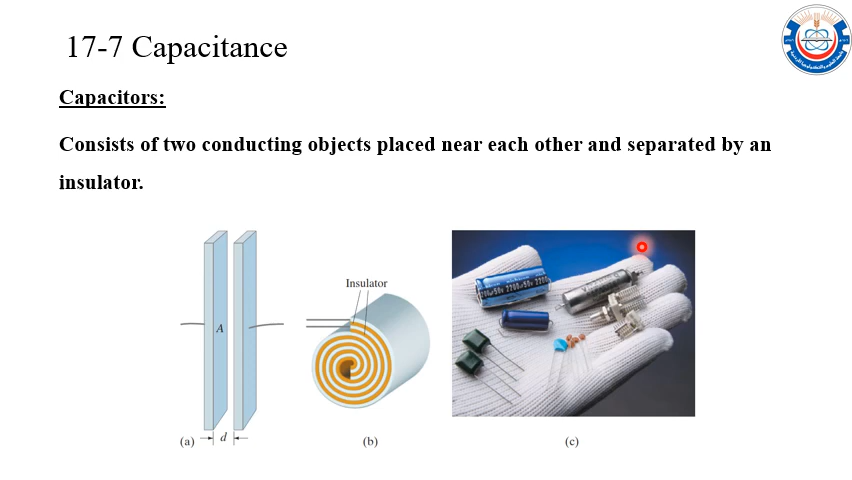 17-7 Capacitance
Capacitors:
Consists of two conducting objects placed near each other and separated by an
insulator.
Insulator
A
(a)
d
(b)
(c)